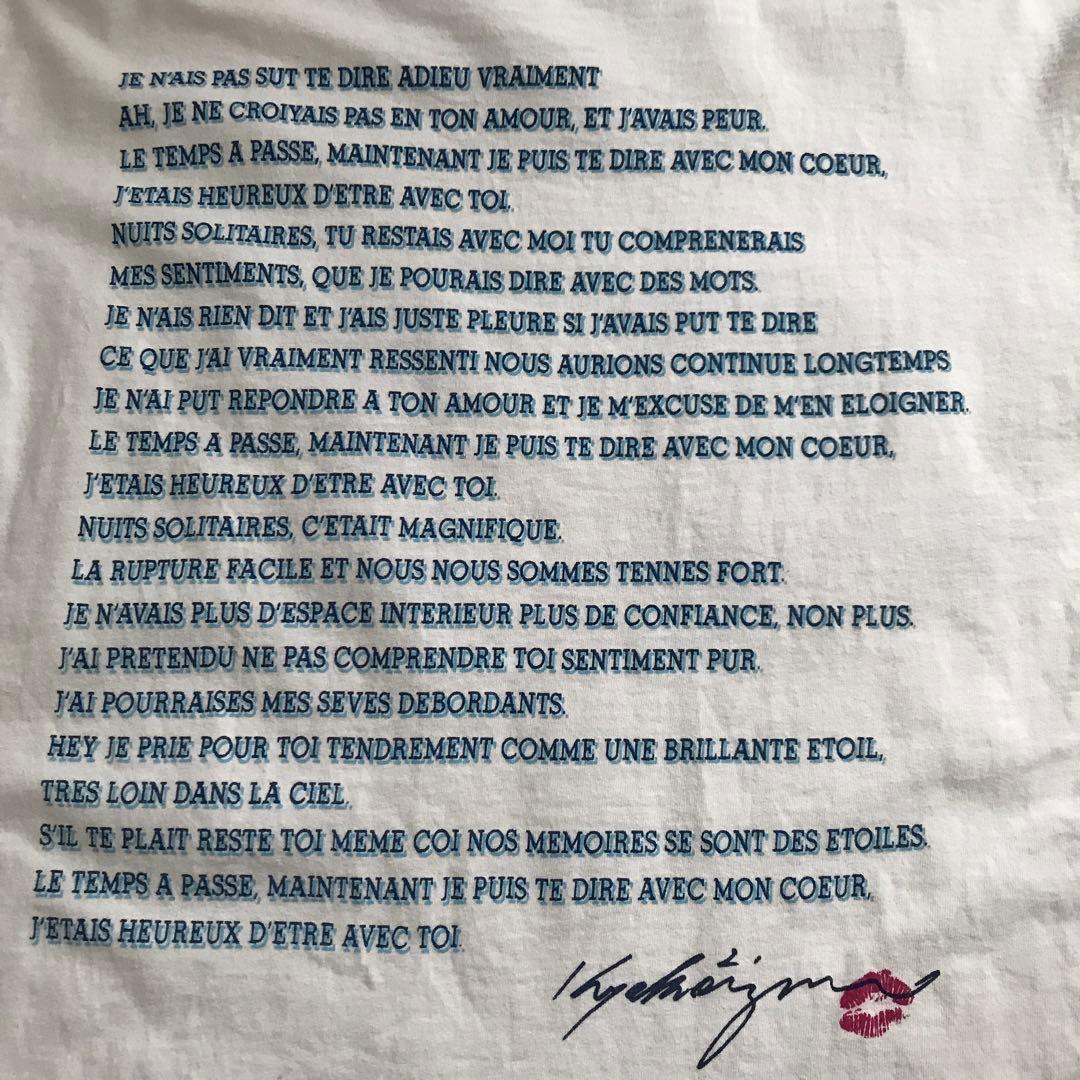 JE N'AIS PAS SUT TE DIRE ADIEU VRAIMENT
AH, JE NE CROIYAIS PAS EN TON AMOUR, ET J'AVAIS PEUR.
LE TEMPS A PASSE, MAINTENANT JE PUIS TE DIRE AVEC MON COEUR,
J'ETAIS HEUREUX D'ETRE AVEC TOI.
NUITS SOLITAIRES, TU RESTAIS AVEC MOI TU COMPRENERAIS
MES SENTIMENTS, QUE JE POURAIS DIRE AVEC DES MOTS.
JE N'AIS RIEN DIT ET J'AIS JUSTE PLEURE SI J'AVAIS PUT TE DIRE
CE QUE J'AI VRAIMENT RESSENTI NOUS AURIONS CONTINUE LONGTEMPS
JE N'AI PUT REPONDRE A TON AMOUR ET JE M'EXCUSE DE M'EN ELOIGNER.
LE TEMPS A PASSE, MAINTENANT JE PUIS TE DIRE AVEC MON COEUR,
J'ETAIS HEUREUX D'ETRE AVEC TOI.
NUITS SOLITAIRES, C'ETAIT MAGNIFIQUE.
LA RUPTURE FACILE ET NOUS NOUS SOMMES TENNES FORT.
JE N'AVAIS PLUS D'ESPACE INTERIEUR PLUS DE CONFIANCE, NON PLUS.
J'AI PRETENDU NE PAS COMPRENDRE TOI SENTIMENT PUR.
J'AI POURRAISES MES SEVES DEBORDANTS.
HEY JE PRIE POUR TOI TENDREMENT COMME UNE BRILLANTE ETOIL,
TRES LOIN DANS LA CIEL.
S'IL TE PLAIT RESTE TOI MEME COI NOS MEMOIRES SE SONT DES ETOILES.
LE TEMPS A PASSE, MAINTENANT JE PUIS TE DIRE AVEC MON COEUR,
J'ETAIS HEUREUX D'ETRE AVEC TOI.